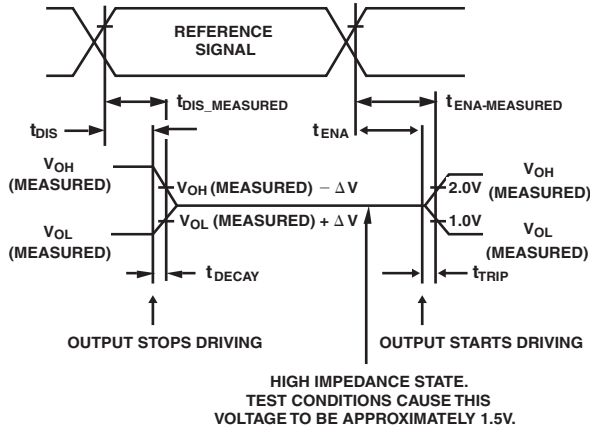 REFERENCE
SIGNAL
tDIS_MEASURED
tENA-MEASURED
tDIS
tENA
VOH
(MEASURED)
VOH (MEASURED) – ΔV
2.0V
VOH
(MEASURED)
VOL
(MEASURED)
VOL (MEASURED) + ΔV
1.0V
VOL
(MEASURED)
tDECAY
tTRIP
OUTPUT STOPS DRIVING
OUTPUT STARTS DRIVING
HIGH IMPEDANCE STATE.
TEST CONDITIONS CAUSE THIS
VOLTAGE TO BE APPROXIMATELY 1.5V.